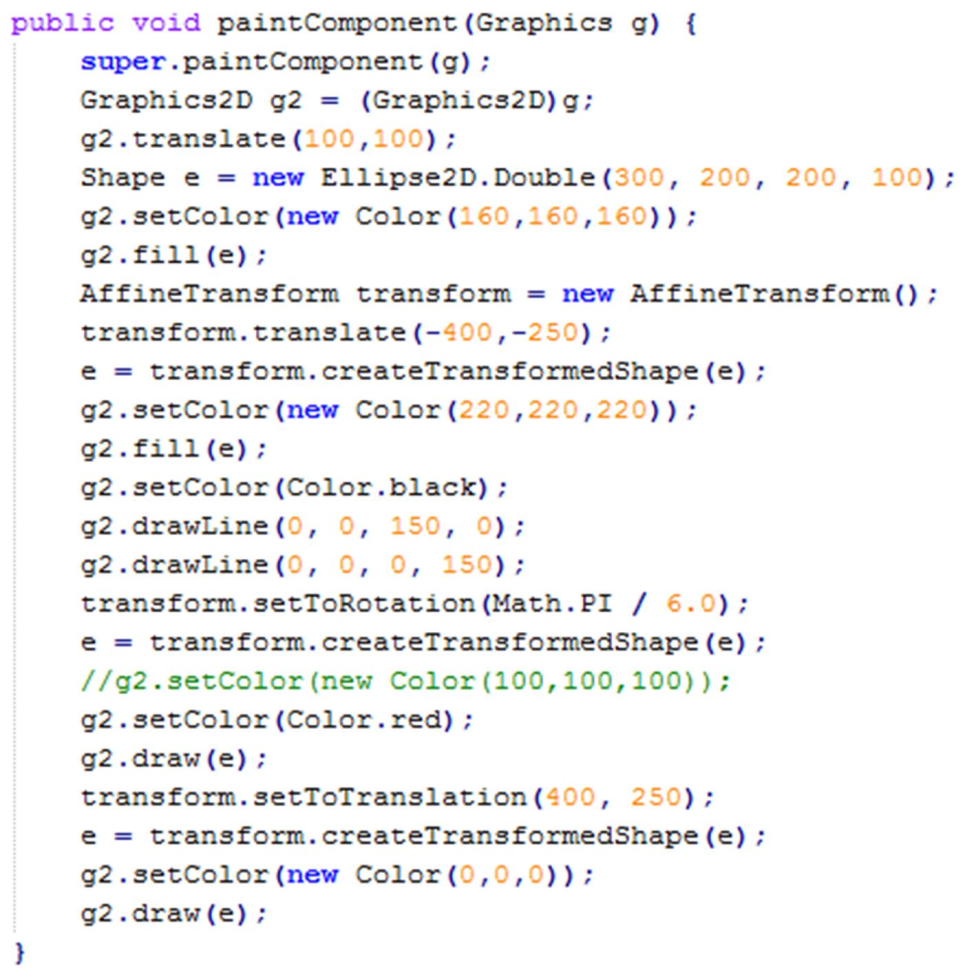 public void paintComponent(Graphics g) {
super.paintComponent(g);
Graphics2D g2 = (Graphics2D)g;
g2.translate(100,100);
Shape e = new Ellipse2D.Double(300, 200, 200, 100);
g2.setColor(new Color(160,160,160));
g2.fill(e);
AffineTransform transform = new AffineTransform();
transform.translate(-400,-250);
e = transform.createTransformedShape(e);
g2.setColor(new Color(220,220,220));
g2.fill(e);
g2.setColor(Color.black);
g2.drawLine(0, 0, 150, 0);
g2.drawLine(0, 0, 0, 150);
transform.setToRotation(Math.PI / 6.0);
e = transform.createTransformedShape(e);
//g2.setColor(new Color(100,100,100));
g2.setColor(Color.red);
g2.draw(e);
transform.setToTranslation(400, 250);
e = transform.createTransformedShape(e);
g2.setColor(new Color(0,0,0));
g2.draw(e);
}